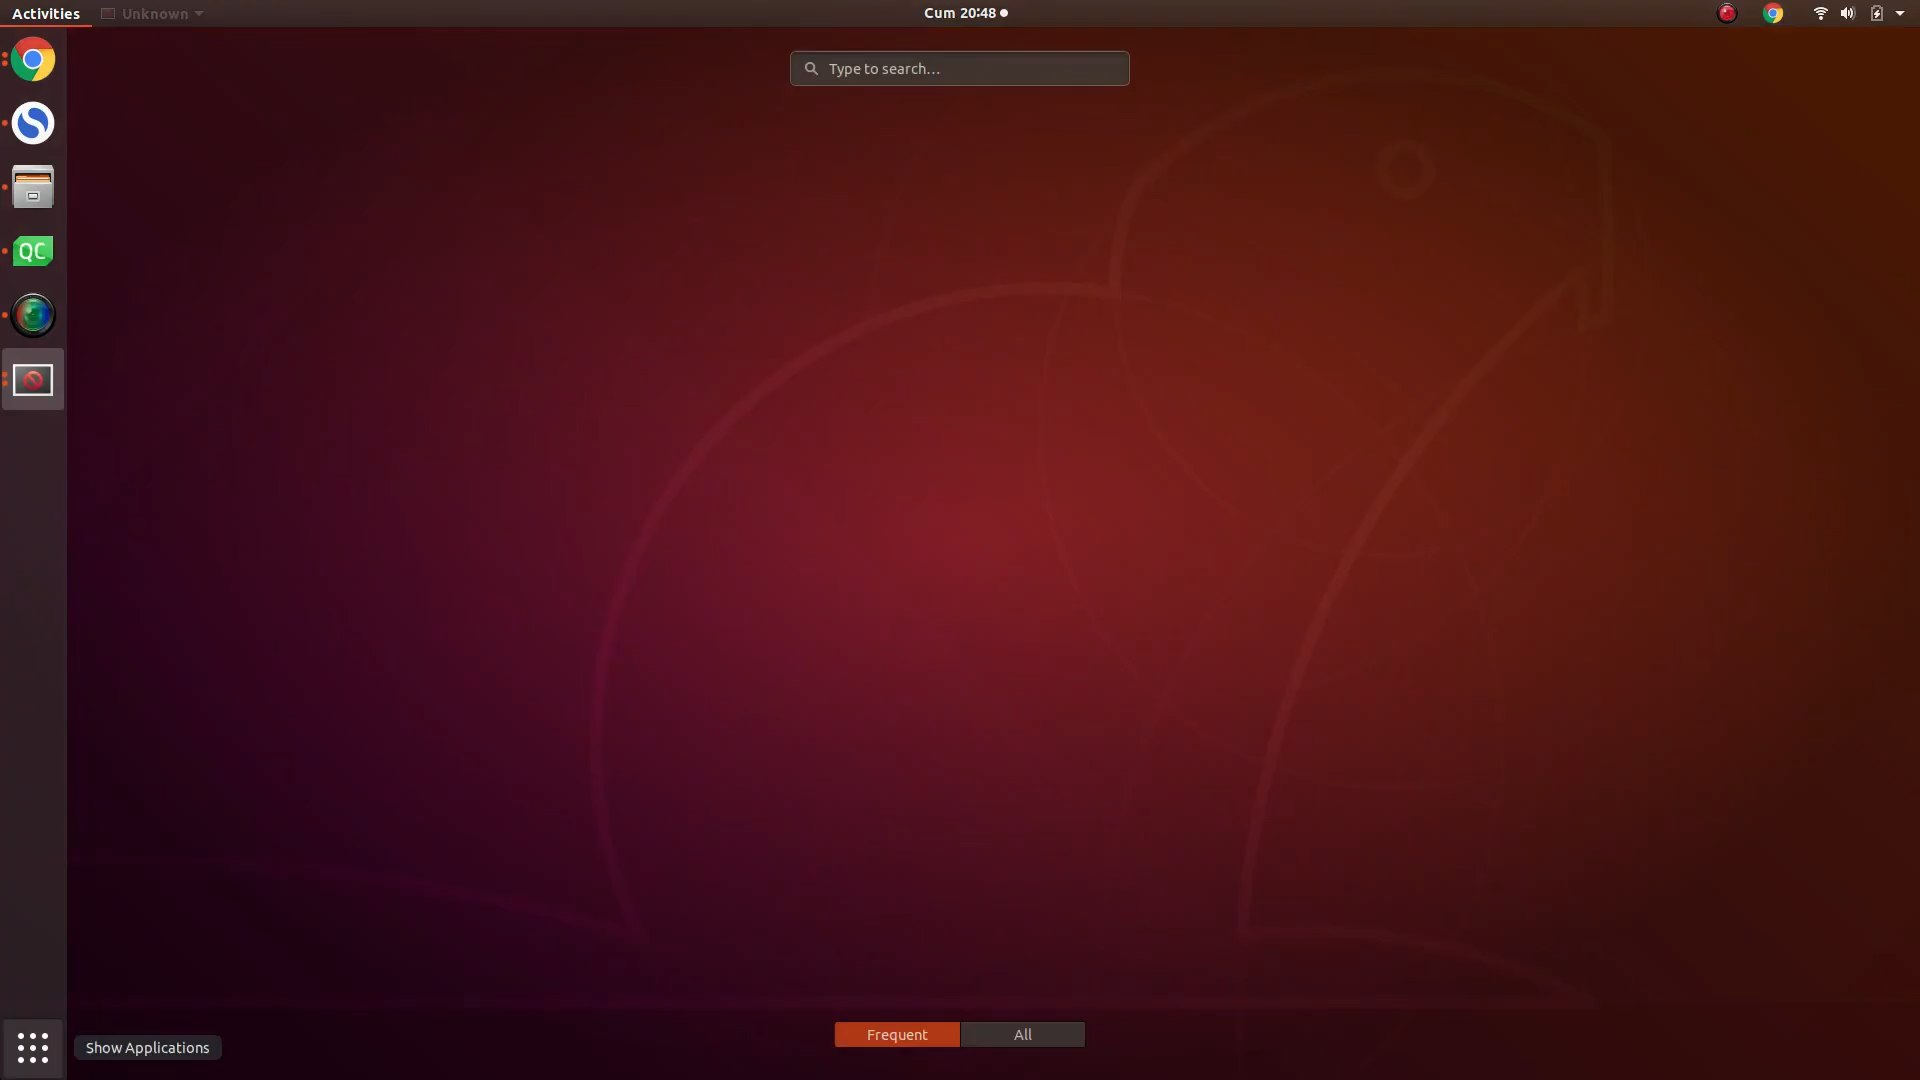 Activities Unknown Cum 20:48
Type to search...
QC
Frequent All
Show Applications